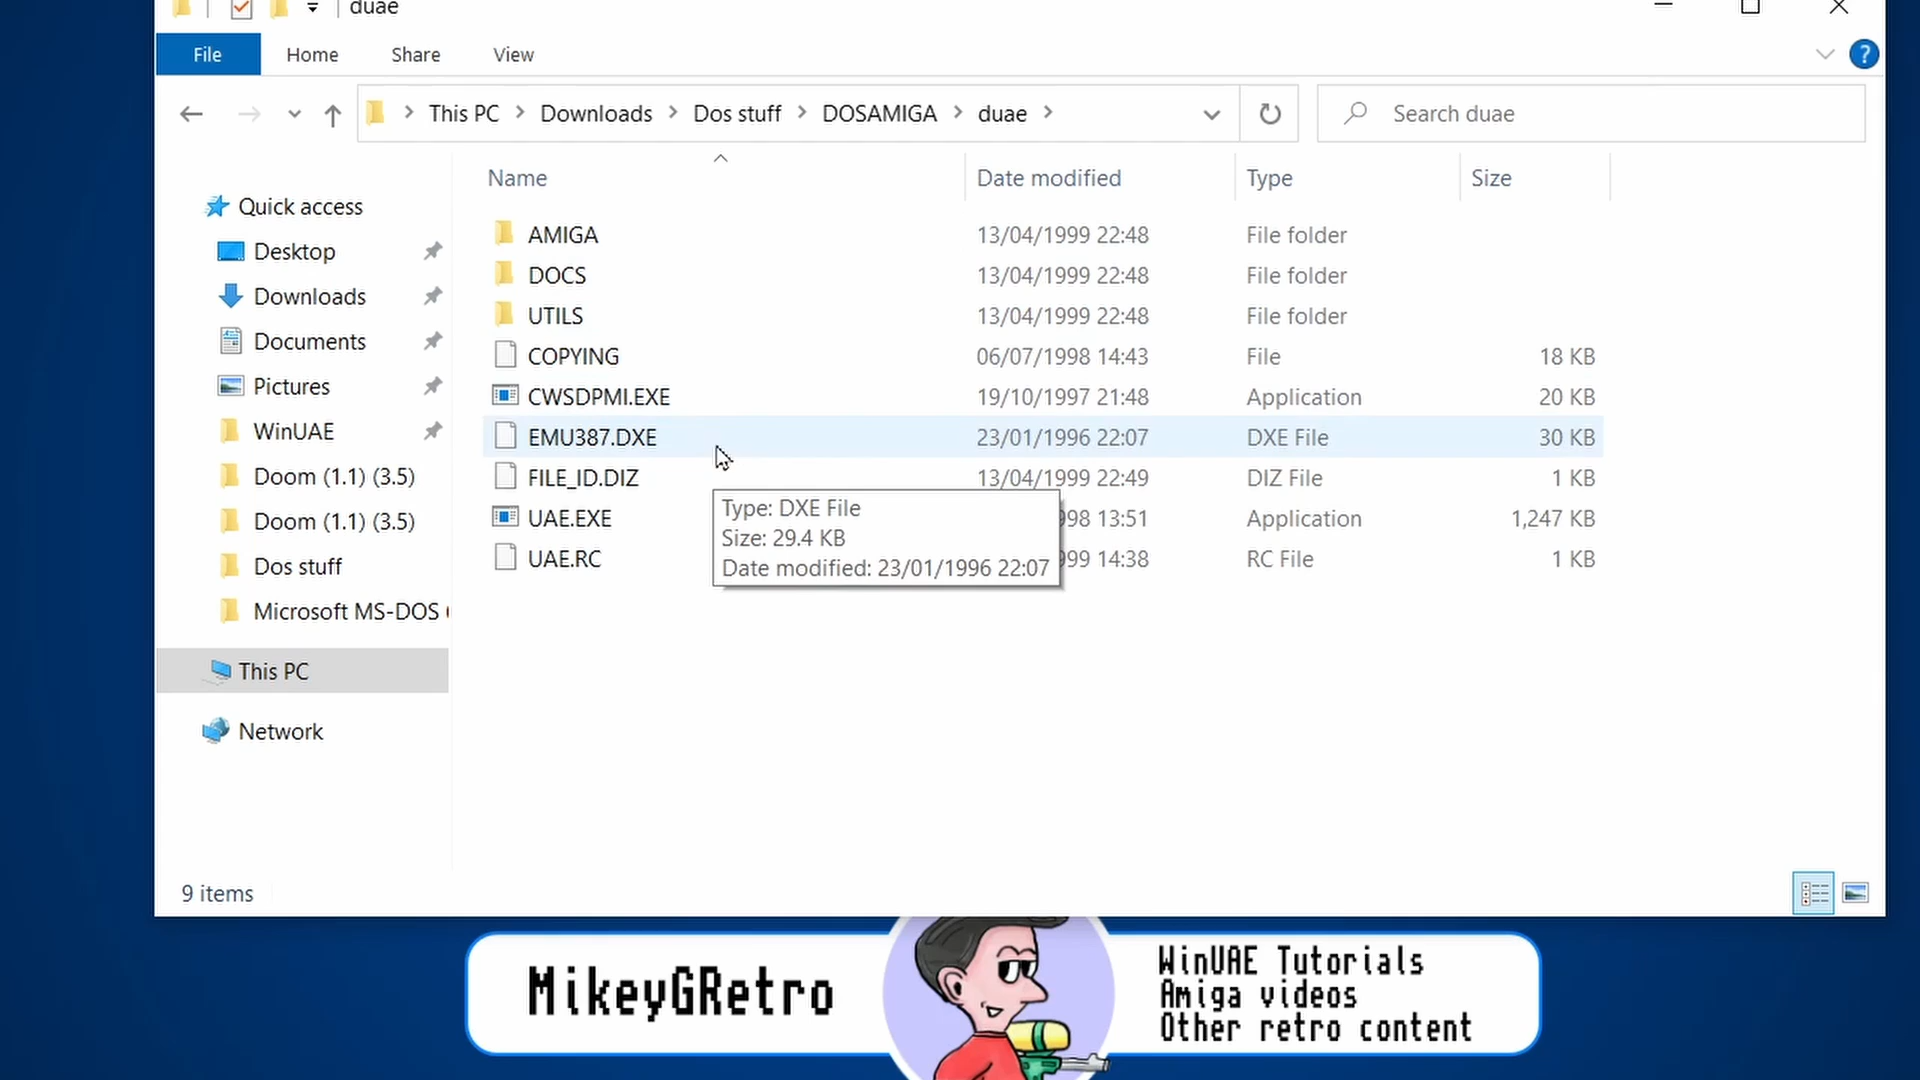 duae
File Home Share View
This PC Downloads Dos stuff DOSAMIGA duae
Search duae
Name Date modified Type Size
Quick access
Desktop
Downloads
Documents
Pictures
WinUAE
Doom (1.1) (3.5)
Doom (1.1) (3.5)
Dos stuff
Microsoft MS-DOS
This PC
Network
AMIGA 13/04/1999 22:48 File folder
DOCS 13/04/1999 22:48 File folder
UTILS 13/04/1999 22:48 File folder
COPYING 06/07/1998 14:43 File 18 KB
CWSDPMI.EXE 19/10/1997 21:48 Application 20 KB
EMU387.DXE 23/01/1996 22:07 DXE File 30 KB
FILE_ID.DIZ 13/04/1999 22:49 DIZ File 1 KB
UAE.EXE 98 13:51 Application 1,247 KB
UAE.RC 99 14:38 RC File 1 KB
Type: DXE File
Size: 29.4 KB
Date modified: 23/01/1996 22:07
9 items
MikeyGRetro
WinUAE Tutorials
Amiga videos
Other retro content